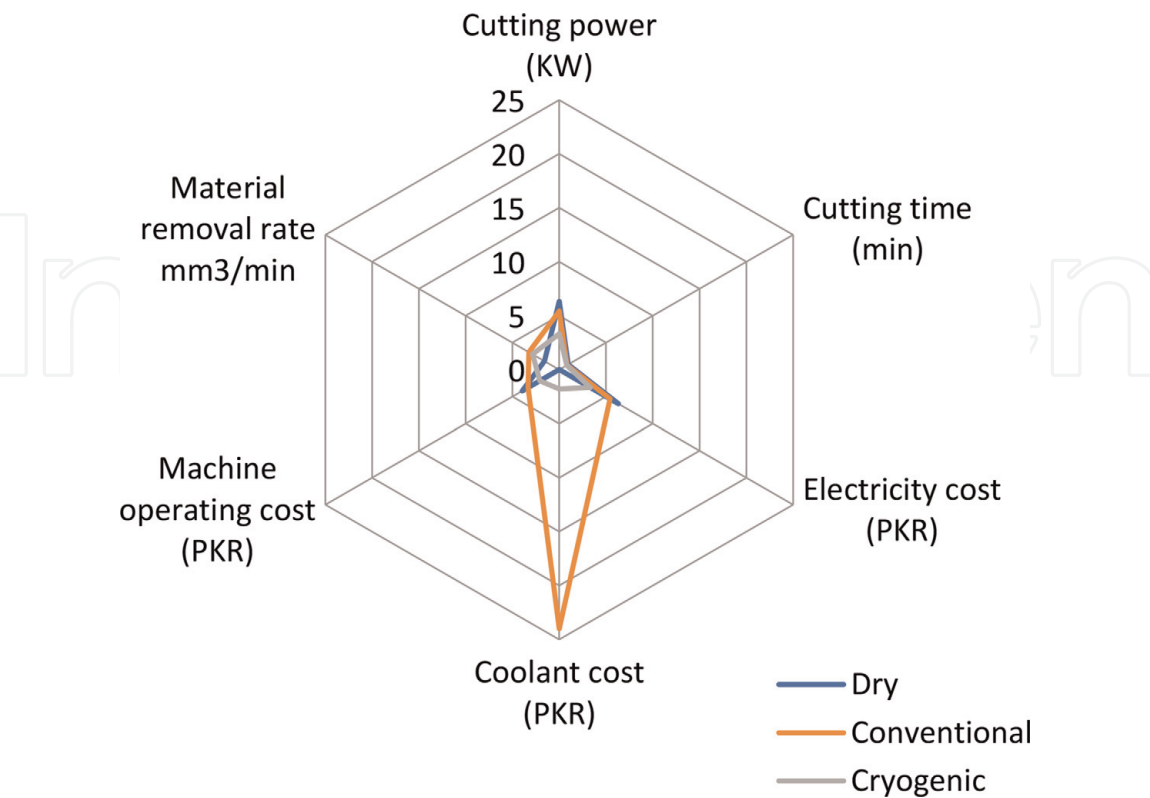 Cutting power
(KW)
25
20
15
10
5
0
Cutting time
(min)
Electricity cost
(PKR)
Coolant cost
(PKR)
Machine
operating cost
(PKR)
Material
removal rate
mm3/min
Dry
Conventional
Cryogenic